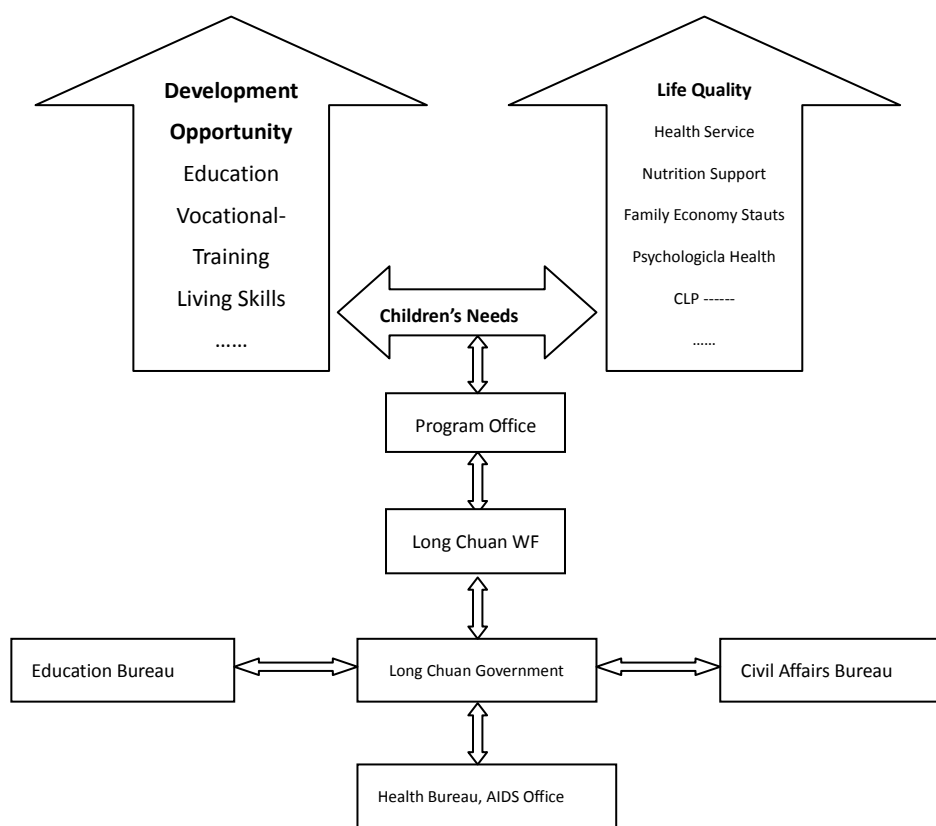 Development
Opportunity
Education
Vocational-
Training
Living Skills
......
Life Quality
Health Service
Nutrition Support
Family Economy Stauts
Psychologicla Health
CLP ------
......
Children's Needs
Program Office
Long Chuan WF
Education Bureau
Long Chuan Government
Civil Affairs Bureau
Health Bureau, AIDS Office